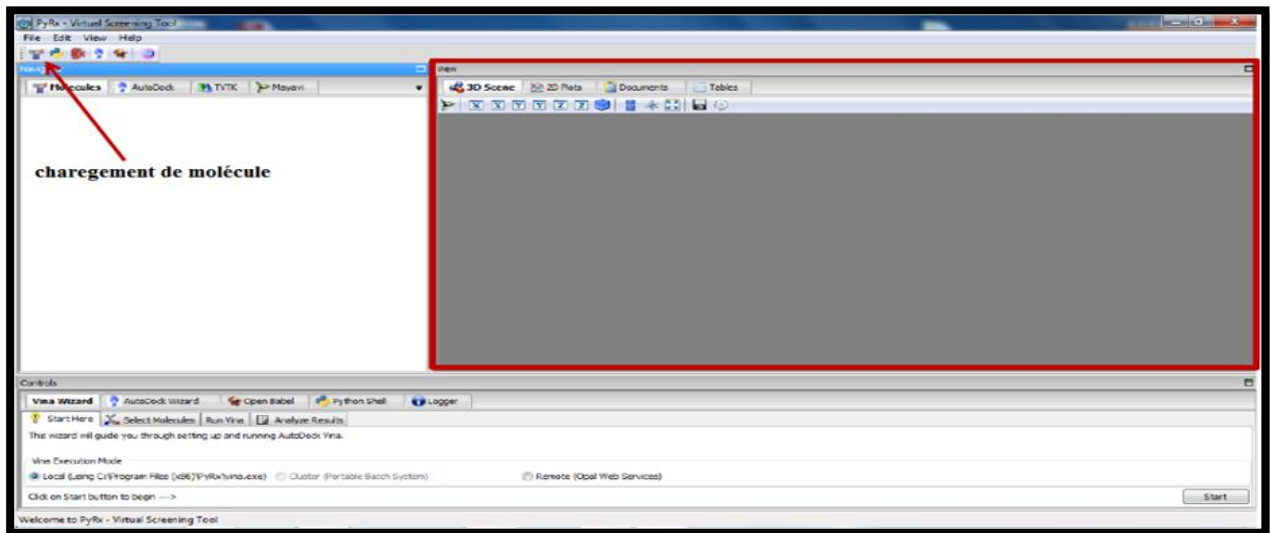 PyRx - Virtual Screening Tool
File Edit View Help
View
Molecules AutoDock TVTK Mayavi
3D Scene 2D Plots Documents Tables
X X Y Y Z Z
charegement de molécule
Controls
Vina Wizard AutoDock Wizard Open Babel Python Shell Logger
Start Here Select Molecules Run Vina Analyze Results
This wizard will guide you through setting up and running AutoDock Vina.
Vina Execution Mode
Local (using C:\Program Files (x86)\PyRx\vina.exe) Cluster (Portable Batch System) Remote (Opal Web Services)
Click on Start button to begin --->
Start
Welcome to PyRx - Virtual Screening Tool